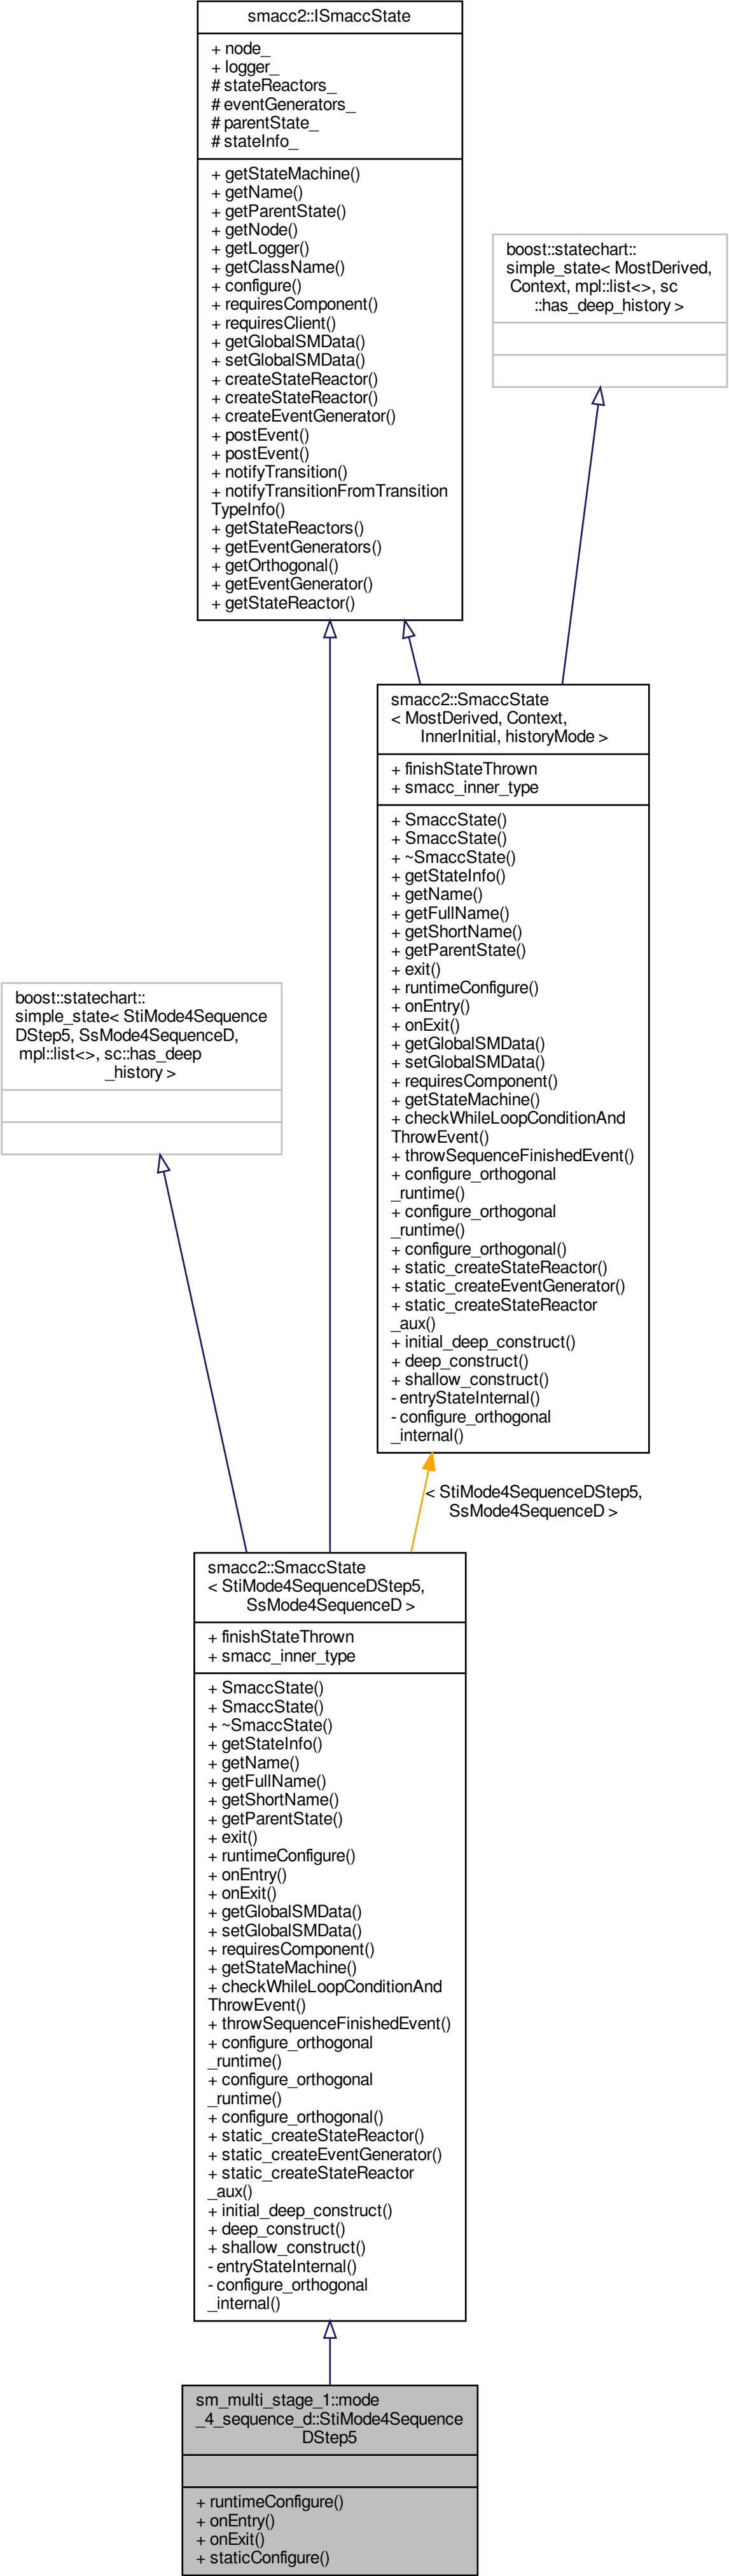 smacc2::ISmaccState
+ node_
+ logger_
# stateReactors_
# eventGenerators_
# parentState_
# stateInfo_
+ getStateMachine()
+ getName()
+ getParentState()
+ getNode()
+ getLogger()
+ getClassName()
+ configure()
+ requiresComponent()
+ requiresClient()
+ getGlobalSMData()
+ setGlobalSMData()
+ createStateReactor()
+ createStateReactor()
+ createEventGenerator()
+ postEvent()
+ postEvent()
+ notifyTransition()
+ notifyTransitionFromTransition
TypeInfo()
+ getStateReactors()
+ getEventGenerators()
+ getOrthogonal()
+ getEventGenerator()
+ getStateReactor()
boost::statechart::
simple_state< MostDerived,
Context, mpl::list<>, sc
::has_deep_history >
smacc2::SmaccState
< MostDerived, Context,
InnerInitial, historyMode >
+ finishStateThrown
+ smacc_inner_type
+ SmaccState()
+ SmaccState()
+ ~SmaccState()
+ getStateInfo()
+ getName()
+ getFullName()
+ getShortName()
+ getParentState()
+ exit()
+ runtimeConfigure()
+ onEntry()
+ onExit()
+ getGlobalSMData()
+ setGlobalSMData()
+ requiresComponent()
+ getStateMachine()
+ checkWhileLoopConditionAnd
ThrowEvent()
+ throwSequenceFinishedEvent()
+ configure_orthogonal
_runtime()
+ configure_orthogonal
_runtime()
+ configure_orthogonal()
+ static_createStateReactor()
+ static_createEventGenerator()
+ static_createStateReactor
_aux()
+ initial_deep_construct()
+ deep_construct()
+ shallow_construct()
- entryStateInternal()
- configure_orthogonal
_internal()
boost::statechart::
simple_state< StiMode4Sequence
DStep5, SsMode4SequenceD,
mpl::list<>, sc::has_deep
_history >
< StiMode4SequenceDStep5,
SsMode4SequenceD >
smacc2::SmaccState
< StiMode4SequenceDStep5,
SsMode4SequenceD >
+ finishStateThrown
+ smacc_inner_type
+ SmaccState()
+ SmaccState()
+ ~SmaccState()
+ getStateInfo()
+ getName()
+ getFullName()
+ getShortName()
+ getParentState()
+ exit()
+ runtimeConfigure()
+ onEntry()
+ onExit()
+ getGlobalSMData()
+ setGlobalSMData()
+ requiresComponent()
+ getStateMachine()
+ checkWhileLoopConditionAnd
ThrowEvent()
+ throwSequenceFinishedEvent()
+ configure_orthogonal
_runtime()
+ configure_orthogonal
_runtime()
+ configure_orthogonal()
+ static_createStateReactor()
+ static_createEventGenerator()
+ static_createStateReactor
_aux()
+ initial_deep_construct()
+ deep_construct()
+ shallow_construct()
- entryStateInternal()
- configure_orthogonal
_internal()
sm_multi_stage_1::mode
_4_sequence_d::StiMode4Sequence
DStep5
+ runtimeConfigure()
+ onEntry()
+ onExit()
+ staticConfigure()